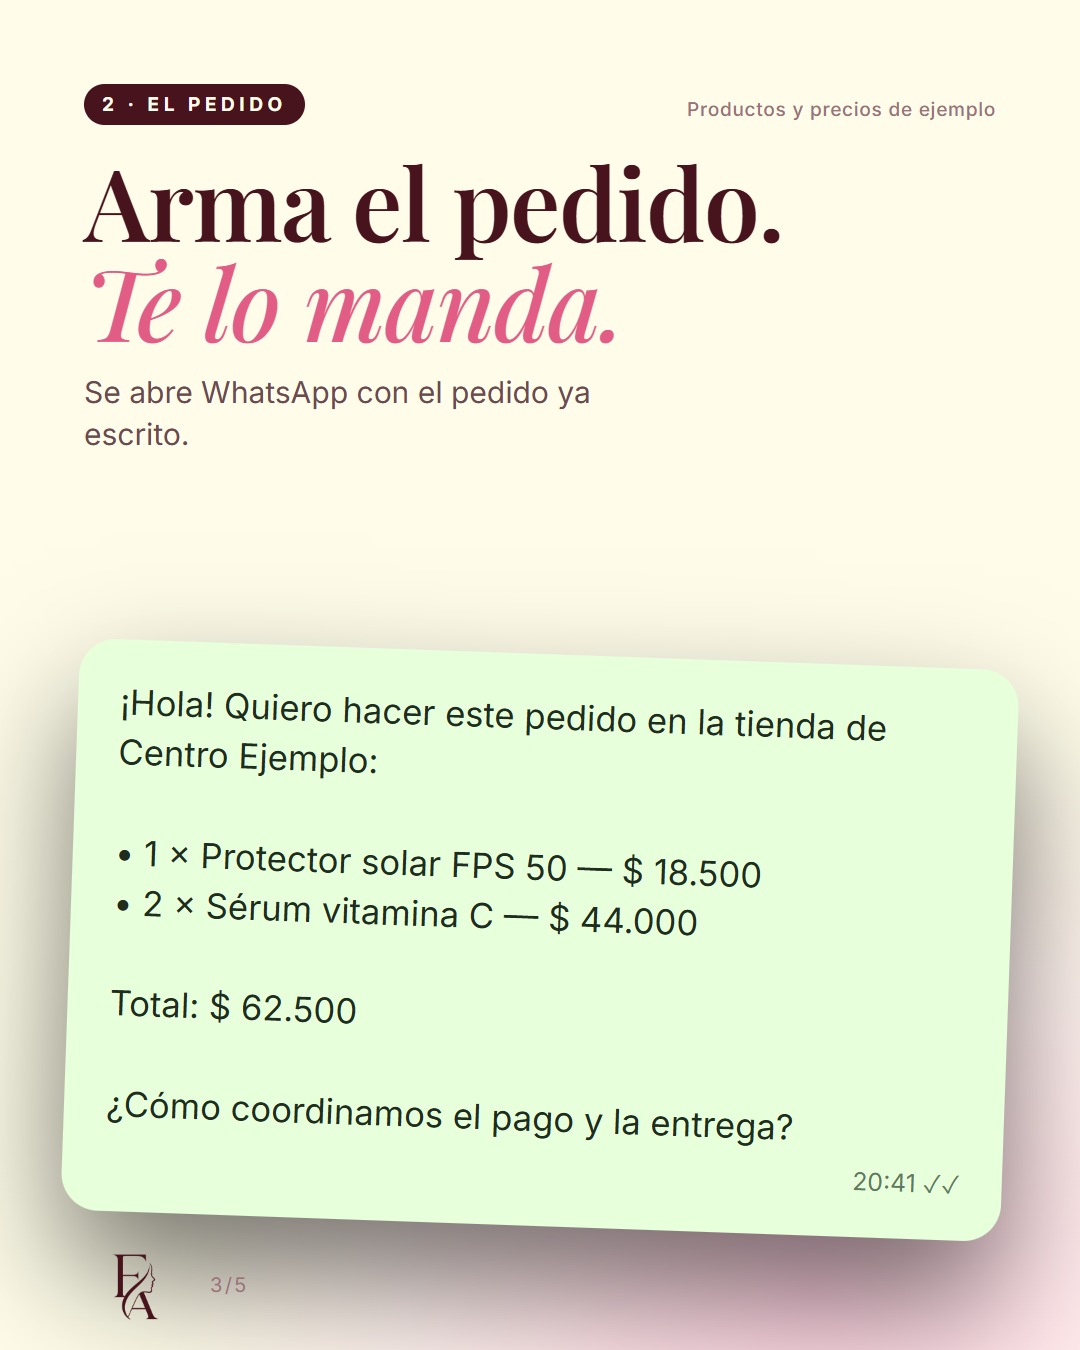 2 · EL PEDIDO
Productos y precios de ejemplo
Arma el pedido.
Te lo manda.
Se abre WhatsApp con el pedido ya
escrito.
¡Hola! Quiero hacer este pedido en la tienda de
Centro Ejemplo:
• 1 × Protector solar FPS 50 — $ 18.500
• 2 × Sérum vitamina C — $ 44.000
Total: $ 62.500
¿Cómo coordinamos el pago y la entrega?
20:41 ✓✓
EA
3/5